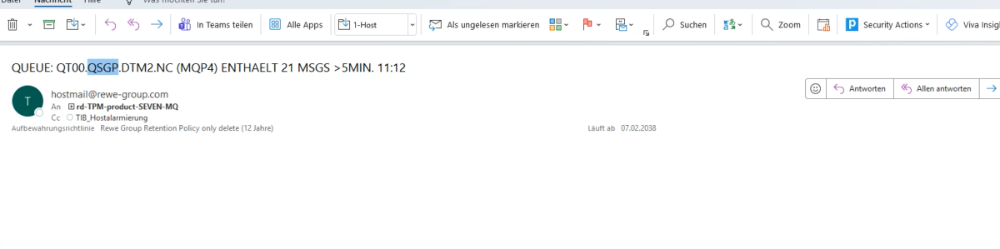 Datei Nachricht Hilfe Was möchten Sie tun?
In Teams teilen Alle Apps 1-Host Als ungelesen markieren Suchen Zoom Security Actions Viva Insig
QUEUE: QT00.QSGP.DTM2.NC (MQP4) ENTHAELT 21 MSGS >5MIN. 11:12
T
hostmail@rewe-group.com
An rd-TPM-product-SEVEN-MQ
Cc TIB_Hostalarmierung
Antworten Allen antworten
Aufbewahrungsrichtlinie Rewe Group Retention Policy only delete (12 Jahre) Läuft ab 07.02.2038